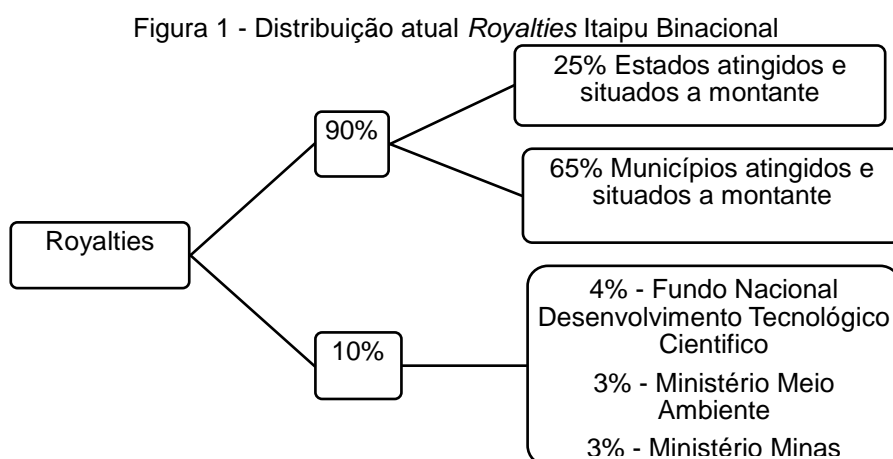 Figura 1 - Distribuição atual Royalties Itaipu Binacional
25% Estados atingidos e
situados a montante
90%
65% Municípios atingidos e
situados a montante
Royalties
10%
4% - Fundo Nacional
Desenvolvimento Tecnológico
Cientifico
3% - Ministério Meio
Ambiente
3% - Ministério Minas